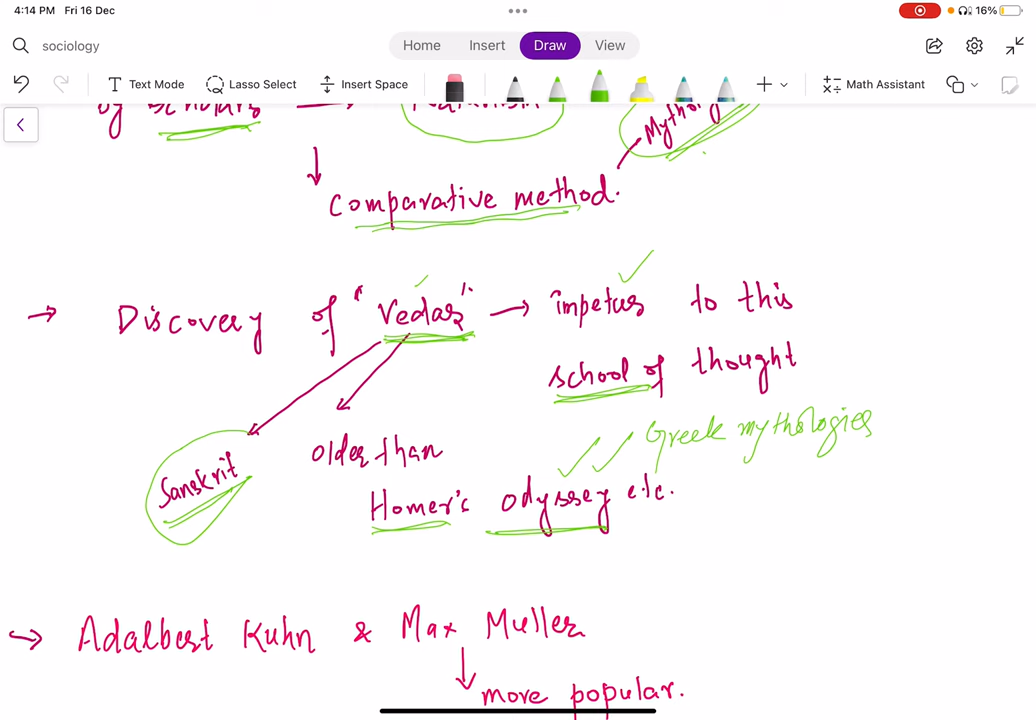 4:14 PM Fri 16 Dec
16%
sociology
Home Insert Draw View
Text Mode Lasso Select Insert Space Math Assistant
of scholars →
↓
Comparative method.
→ Discovery of "Vedas" → impetus to this
school of thought
Greek mythologies
older than
Sanskrit
Homer's odyssey etc.
→ Adalbert Kuhn & Max Muller
↓
more popular.